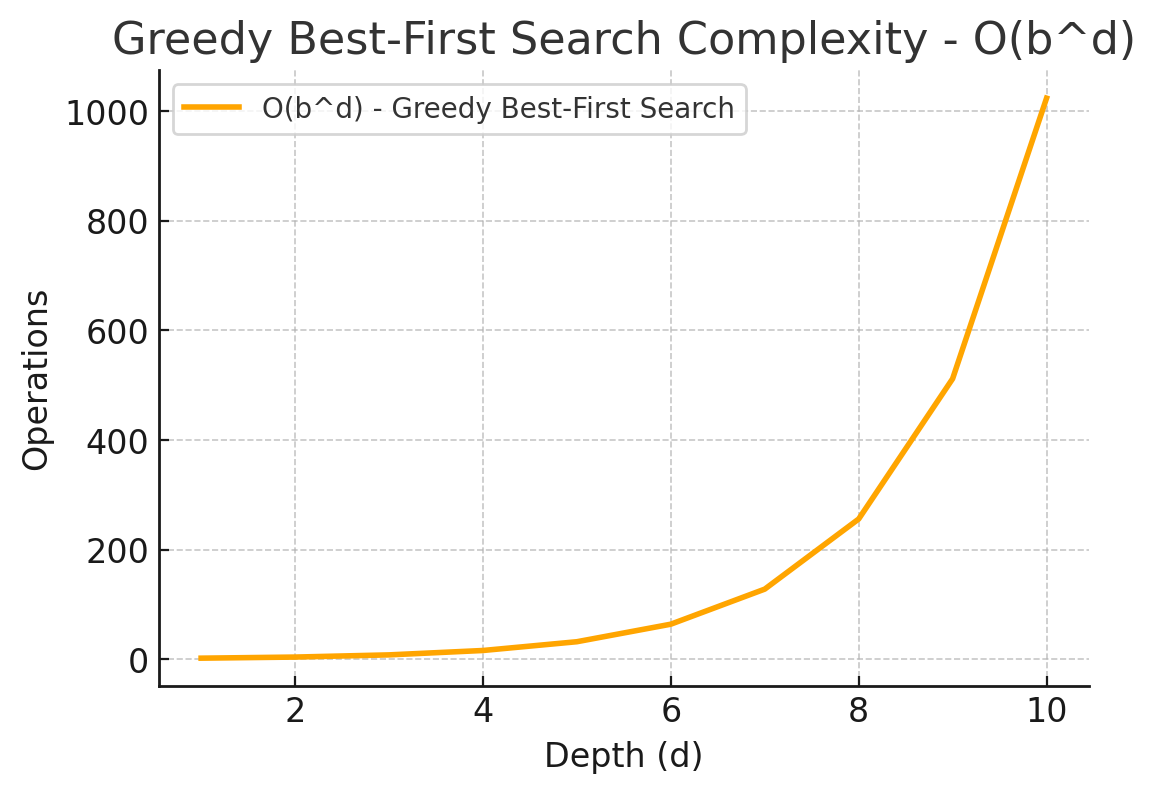 Greedy Best-First Search Complexity - O(b^d)
O(b^d) - Greedy Best-First Search
1000
800
600
400
200
0
Operations
2 4 6 8 10
Depth (d)